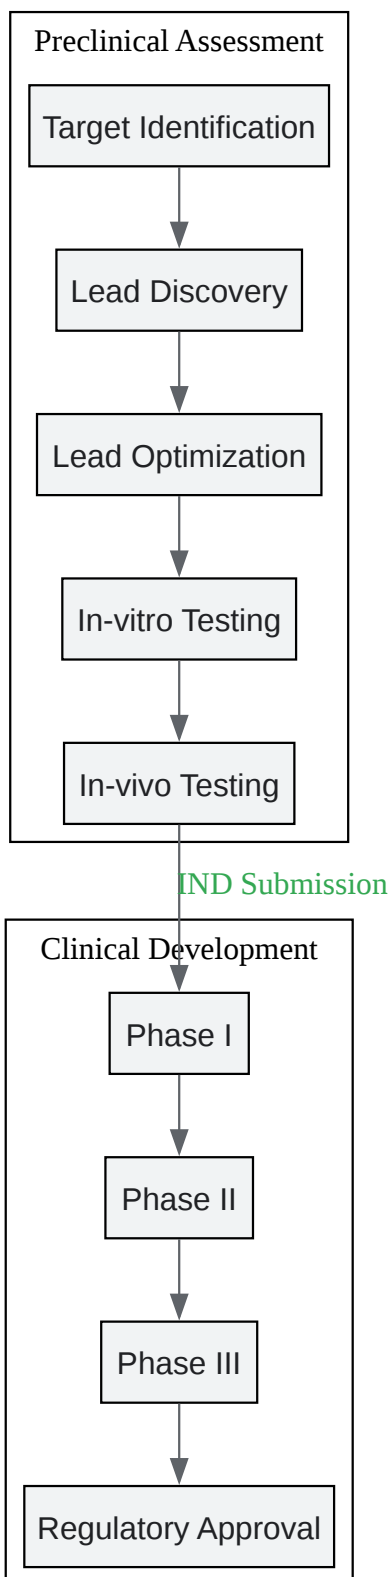 Preclinical Assessment
Target Identification
Lead Discovery
Lead Optimization
In-vitro Testing
In-vivo Testing
IND Submission
Clinical Development
Phase I
Phase II
Phase III
Regulatory Approval